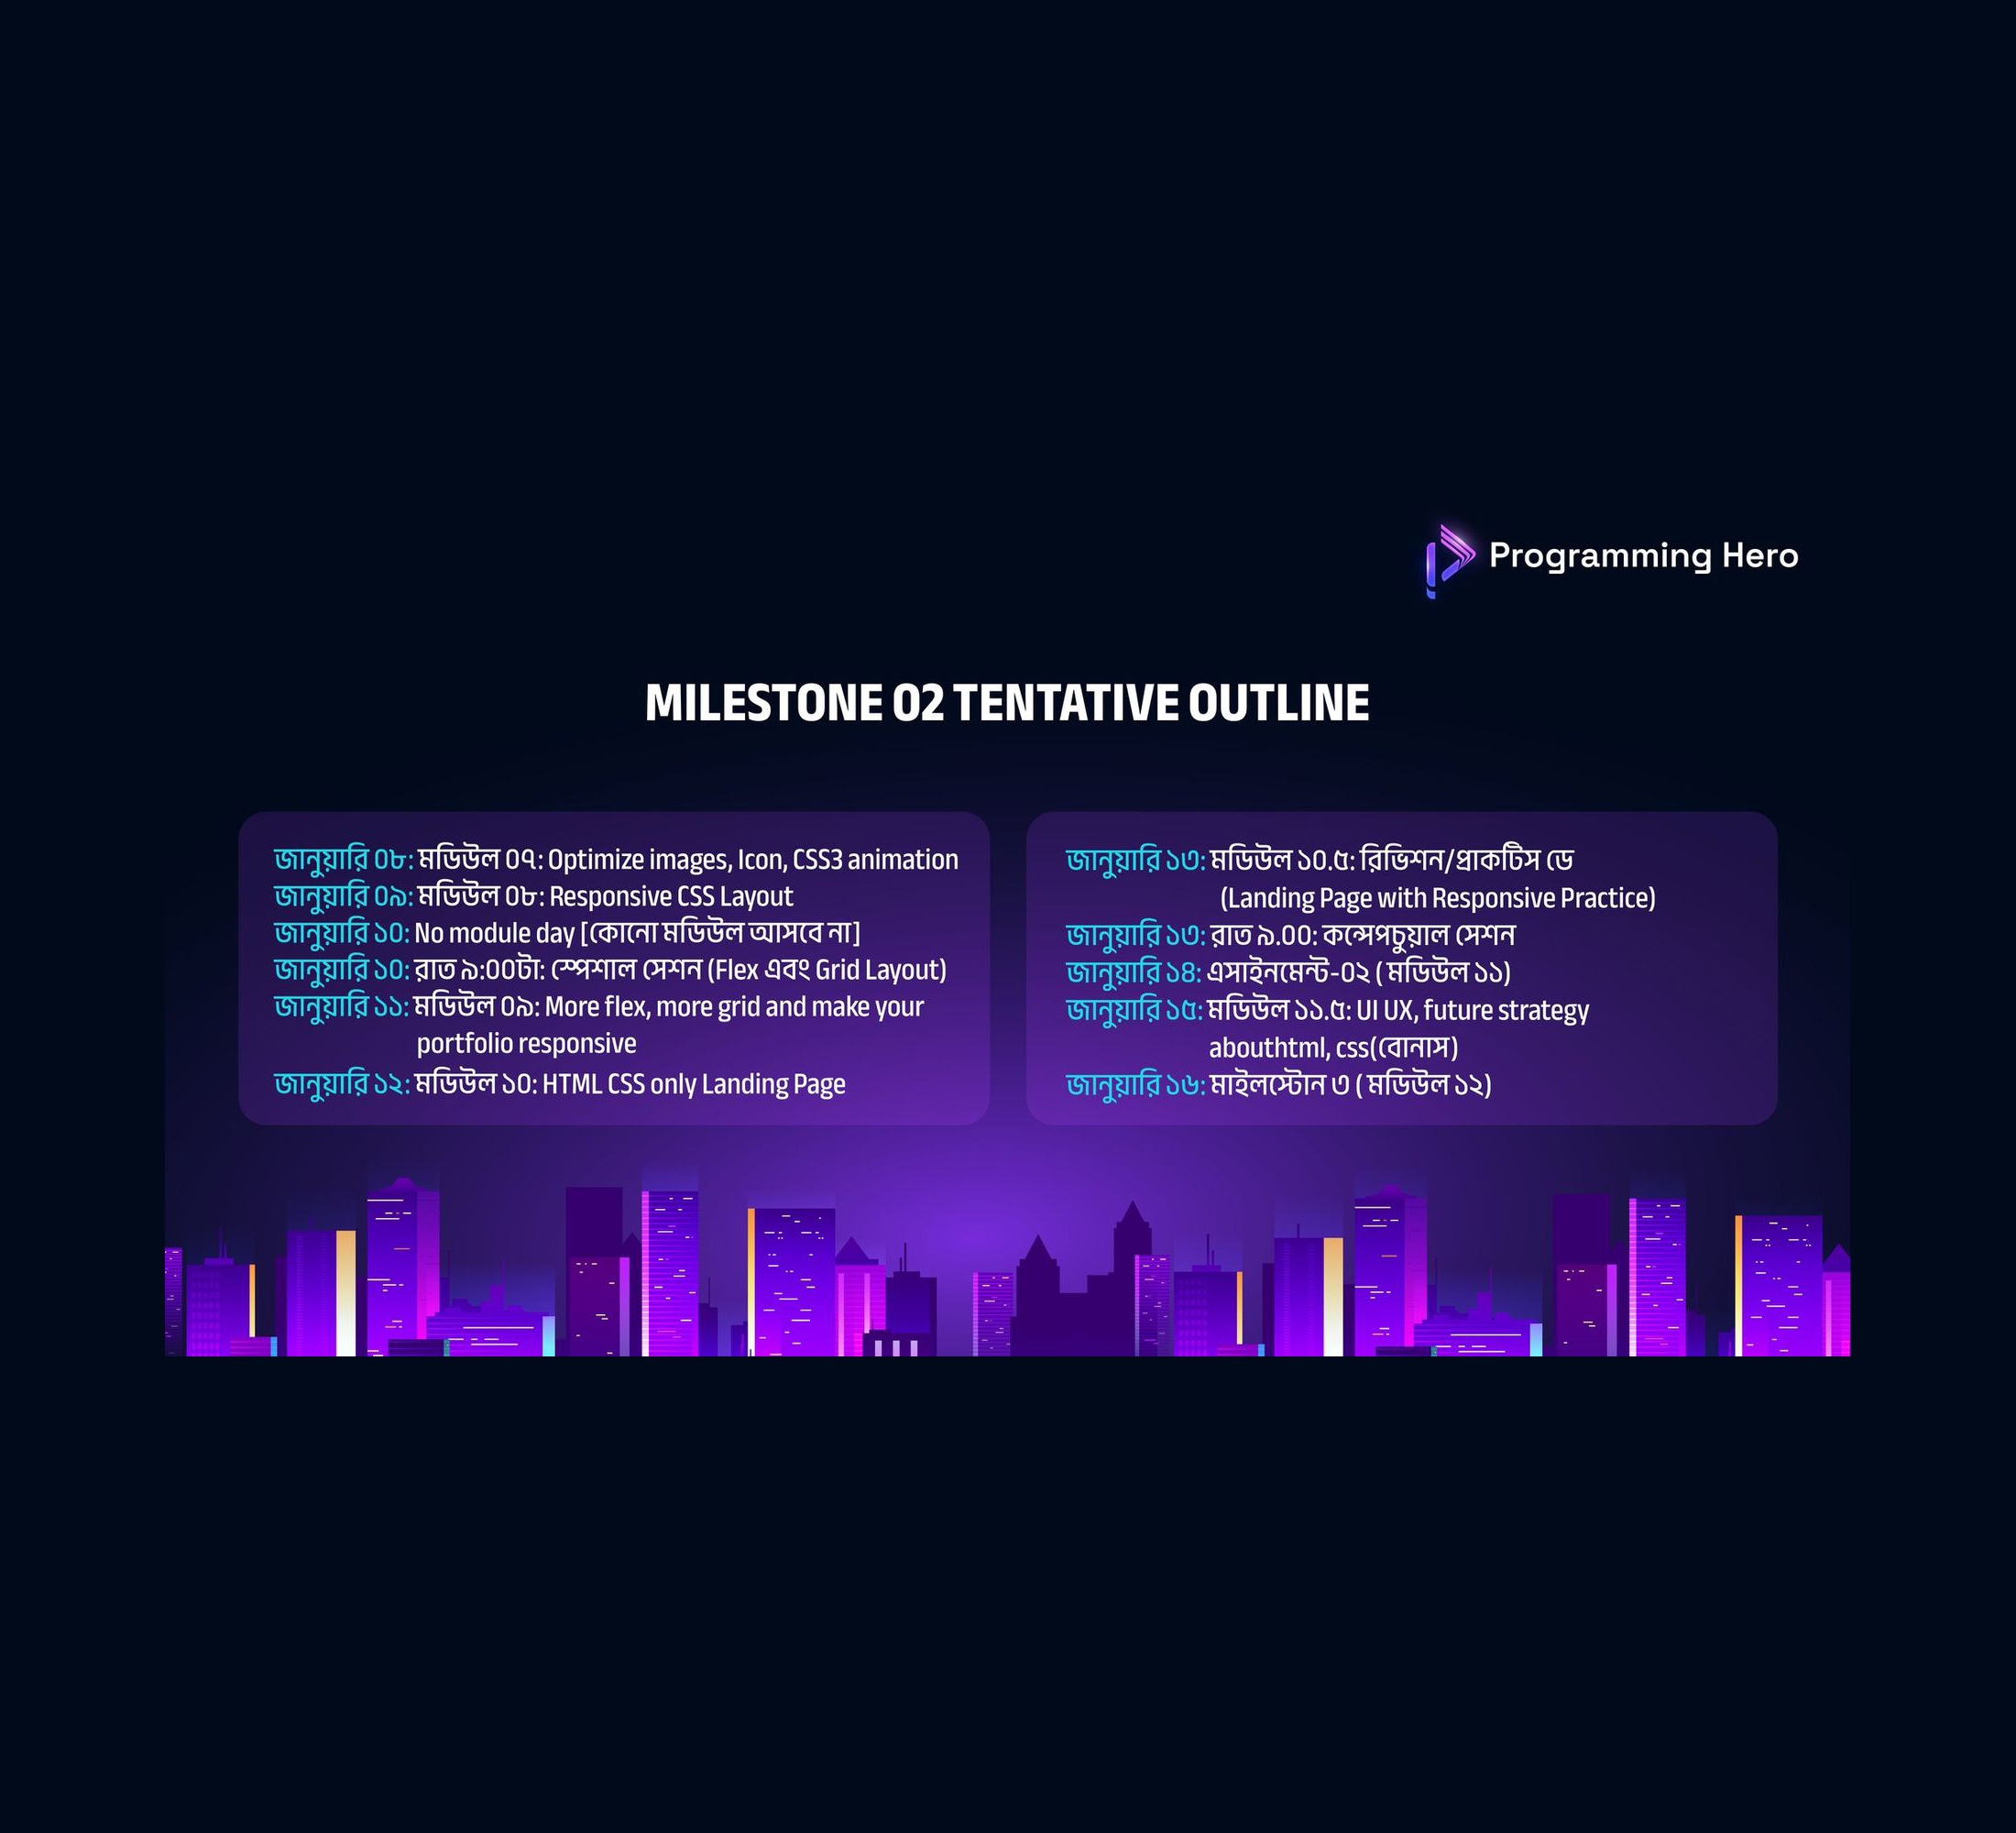 Programming Hero
MILESTONE 02 TENTATIVE OUTLINE
জানুয়ারি ০৮: মডিউল ০৭: Optimize images, Icon, CSS3 animation
জানুয়ারি ০৯: মডিউল ০৮: Responsive CSS Layout
জানুয়ারি ১০: No module day [কোনো মডিউল আসবে না]
জানুয়ারি ১০: রাত ৯:০০টা: স্পেশাল সেশন (Flex এবং Grid Layout)
জানুয়ারি ১১: মডিউল ০৯: More flex, more grid and make your
portfolio responsive
জানুয়ারি ১২: মডিউল ১০: HTML CSS only Landing Page
জানুয়ারি ১৩: মডিউল ১০.৫: রিভিশন/প্রাকটিস ডে
(Landing Page with Responsive Practice)
জানুয়ারি ১৩: রাত ৯.০০: কন্সেপচুয়াল সেশন
জানুয়ারি ১৪: এসাইনমেন্ট-০২ ( মডিউল ১১)
জানুয়ারি ১৫: মডিউল ১১.৫: UI UX, future strategy
abouthtml, css(বোনাস)
জানুয়ারি ১৬: মাইলস্টোন ৩ ( মডিউল ১২)